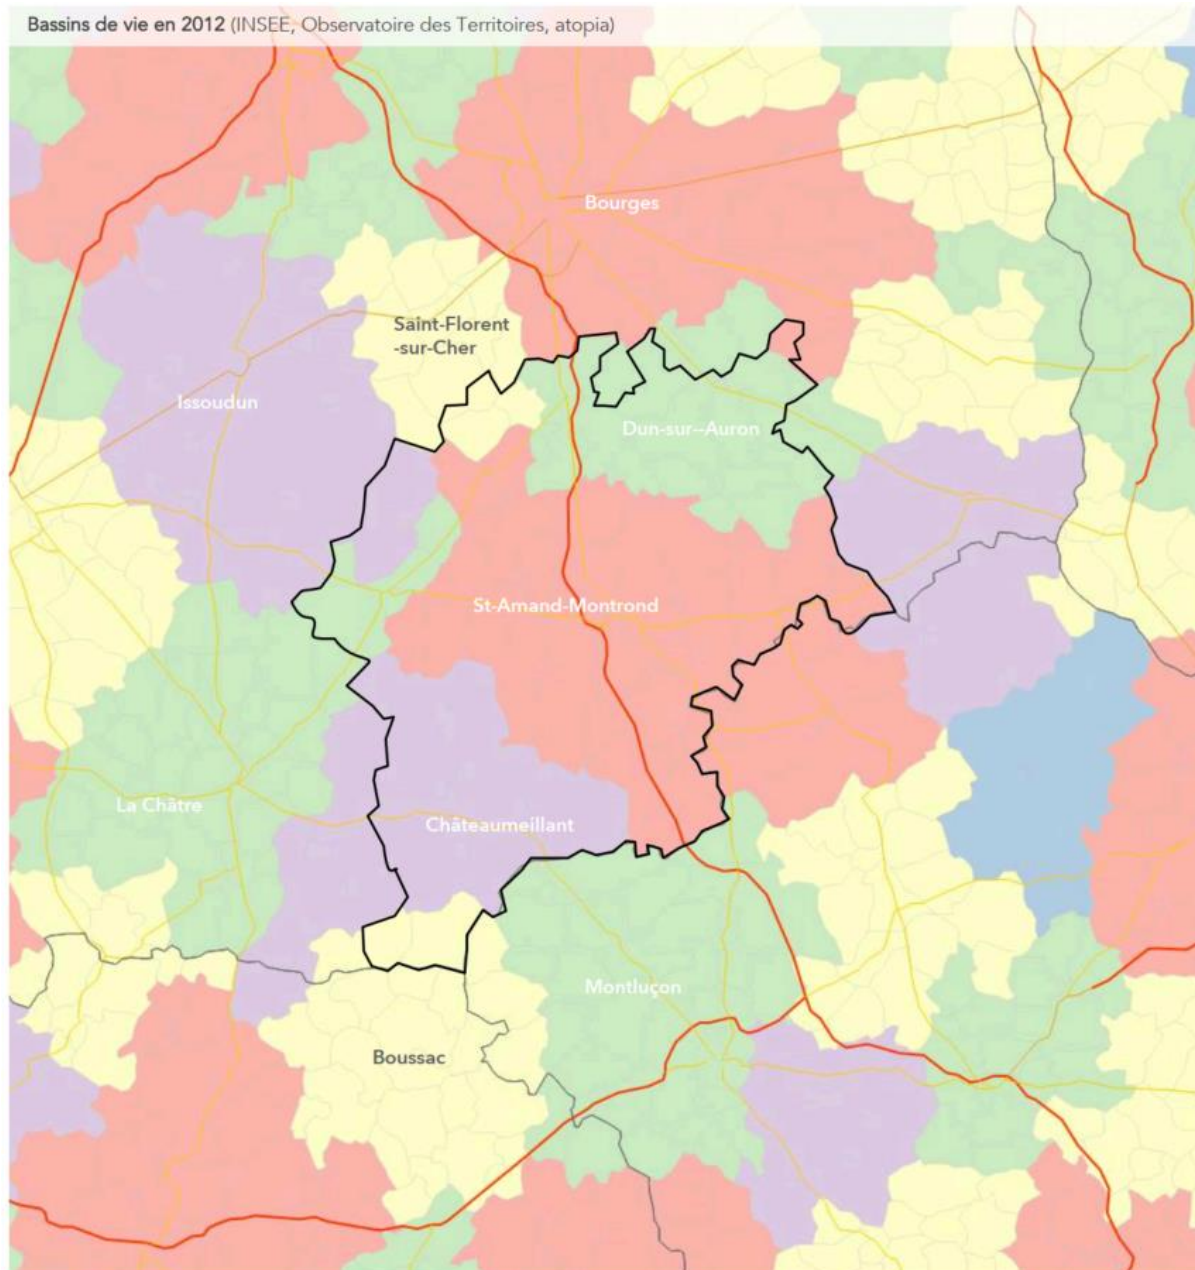 Bassins de vie en 2012 (INSEE, Observatoire des Territoires, atopia)
Bourges
Saint-Florent
-sur-Cher
Issoudun
Dun-sur--Auron
St-Amand-Montrond
La Châtre
Châteaumeillant
Montluçon
Boussac